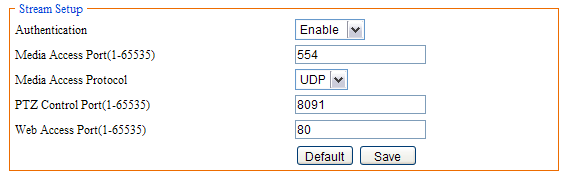 Stream Setup
Authentication Enable
Media Access Port(1-65535) 554
Media Access Protocol UDP
PTZ Control Port(1-65535) 8091
Web Access Port(1-65535) 80
Default Save